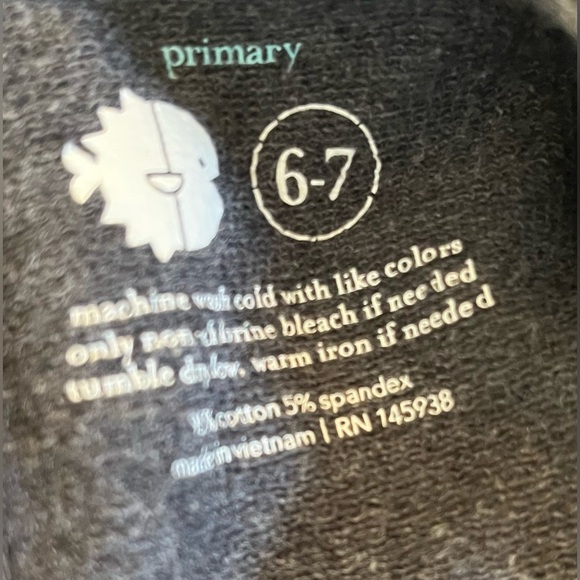 primary
6-7
machine wash cold with like colors
only non-chlorine bleach if needed
tumble dry low. warm iron if needed
cotton 5% spandex
made in vietnam | RN 145938